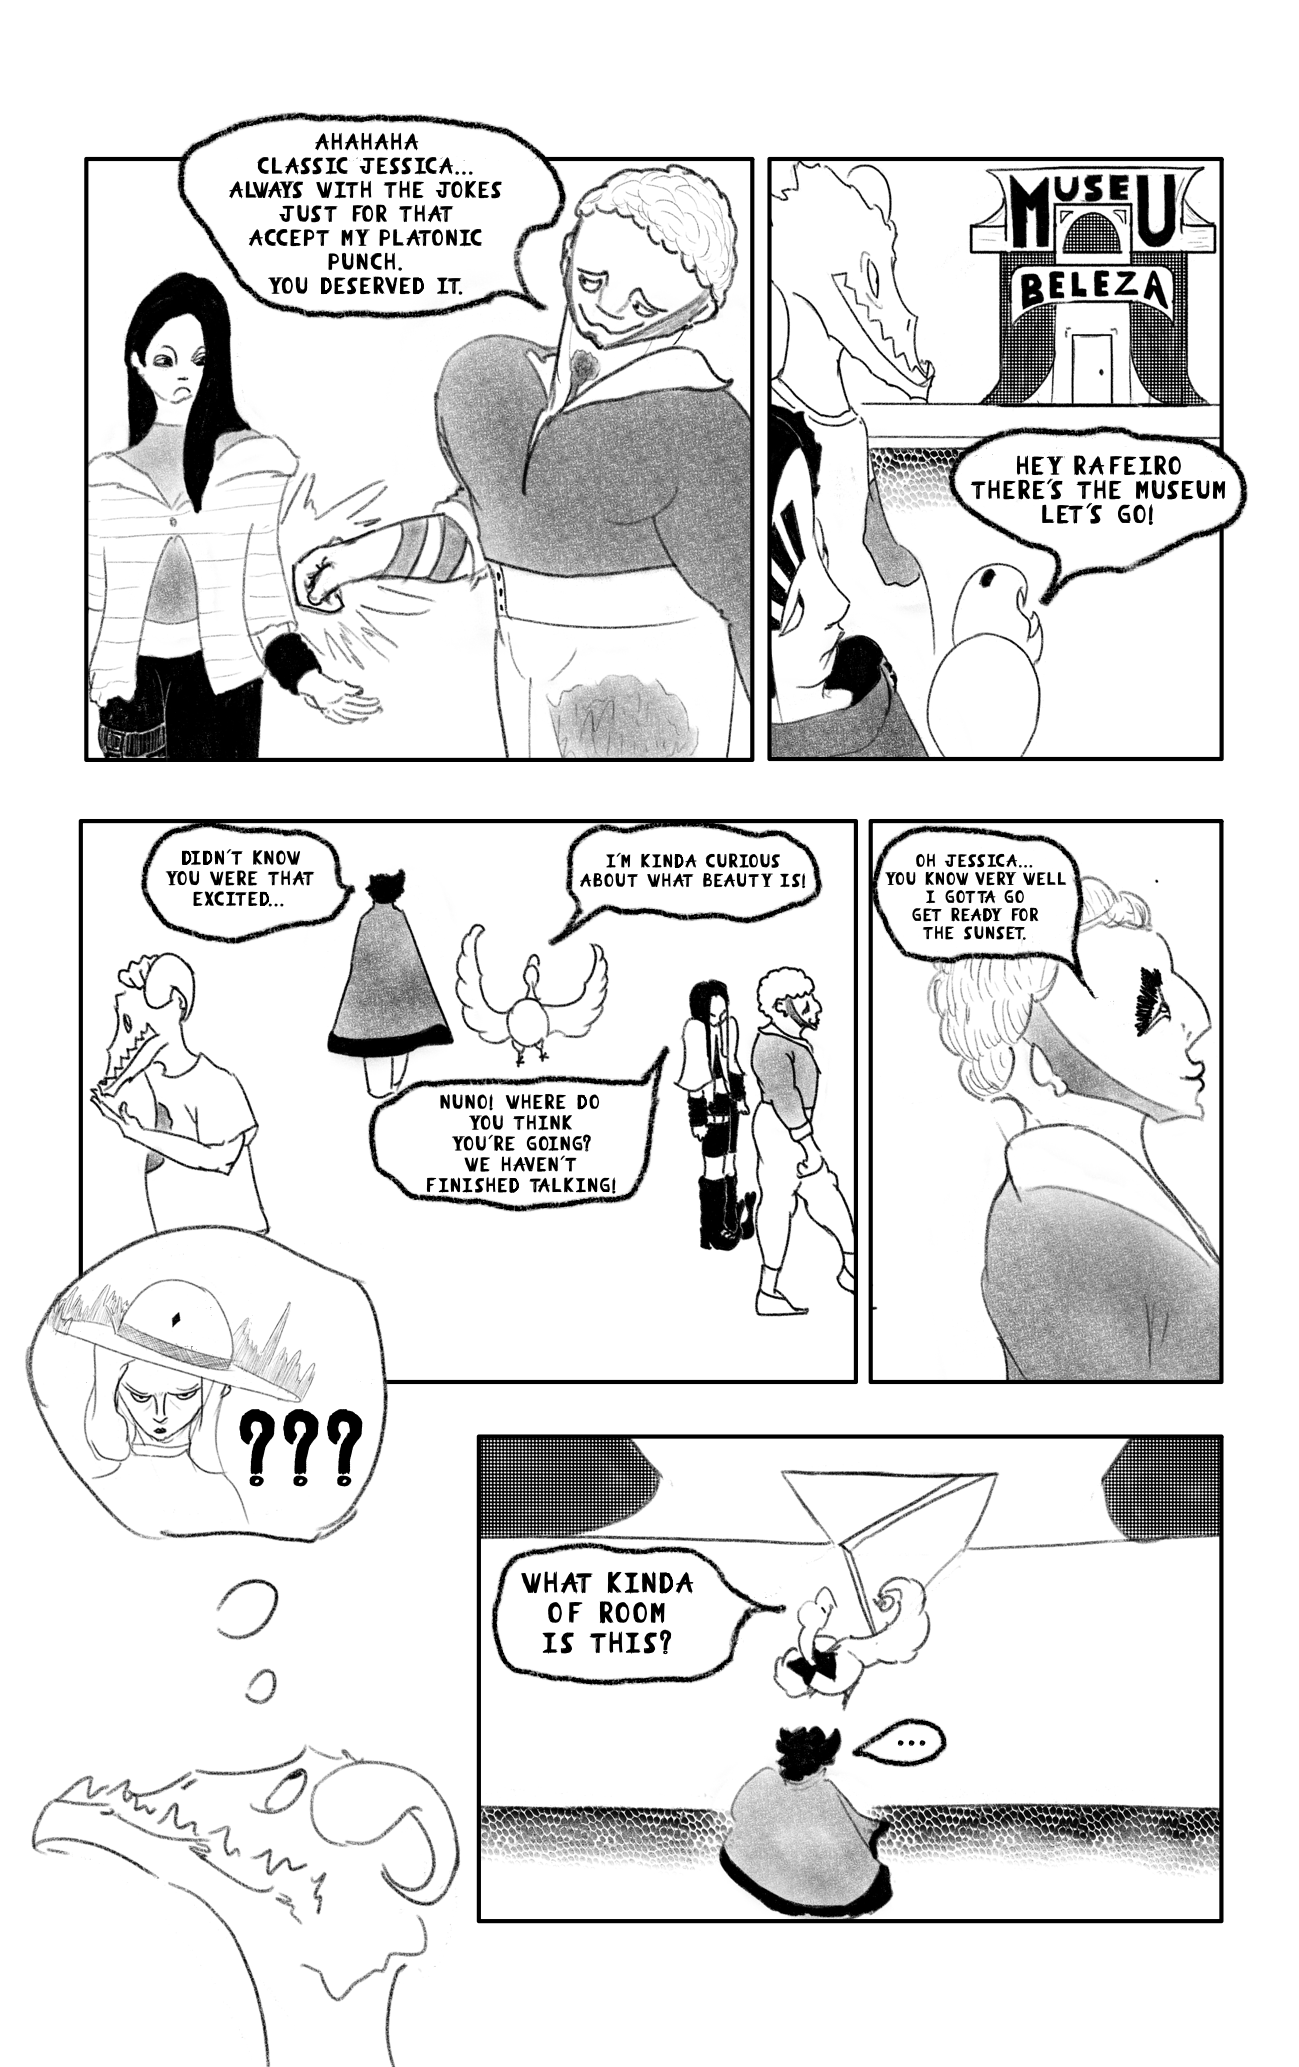 AHAHAHA
CLASSIC JESSICA...
ALWAYS WITH THE JOKES
JUST FOR THAT
ACCEPT MY PLATONIC
PUNCH.
YOU DESERVED IT.
MUSEU
BELEZA
HEY RAFEIRO
THERE'S THE MUSEUM
LET'S GO!
DIDN'T KNOW
YOU WERE THAT
EXCITED...
I'M KINDA CURIOUS
ABOUT WHAT BEAUTY IS!
NUNO! WHERE DO
YOU THINK
YOU'RE GOING?
WE HAVEN'T
FINISHED TALKING!
OH JESSICA...
YOU KNOW VERY WELL
I GOTTA GO
GET READY FOR
THE SUNSET.
???
WHAT KINDA
OF ROOM
IS THIS?
...